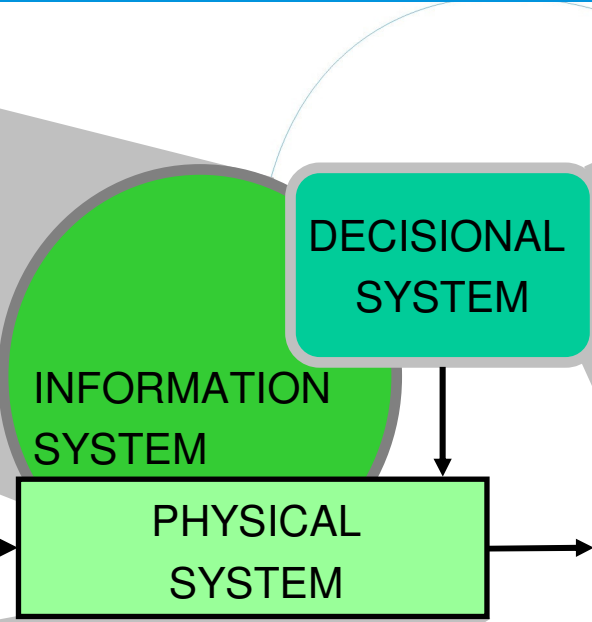 DECISIONAL
SYSTEM
INFORMATION
SYSTEM
PHYSICAL
SYSTEM